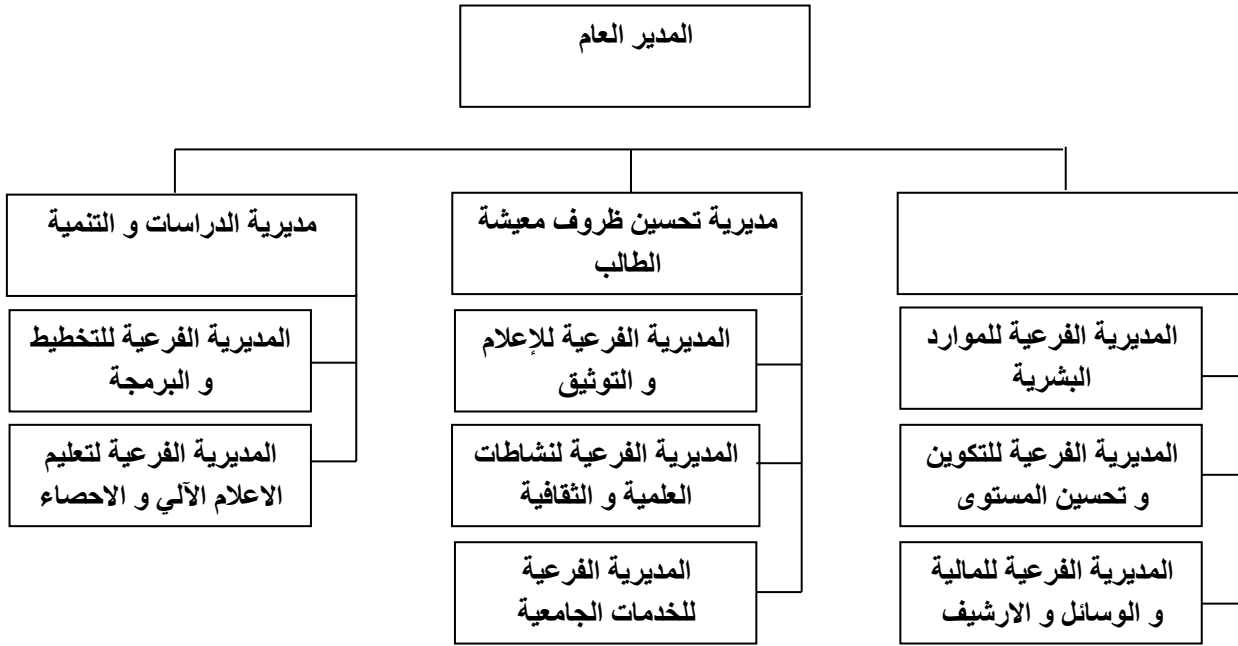 المدير العام
مديرية تحسين ظروف معيشة
الطالب
مديرية الدراسات و التنمية
المديرية الفرعية للموارد
البشرية
المديرية الفرعية للتكوين
و تحسين المستوى
المديرية الفرعية للمالية
و الوسائل و الارشيف
المديرية الفرعية للإعلام
و التوثيق
المديرية الفرعية لنشاطات
العلمية و الثقافية
المديرية الفرعية
للخدمات الجامعية
المديرية الفرعية للتخطيط
و البرمجة
المديرية الفرعية لتعليم
الاعلام الآلي و الاحصاء